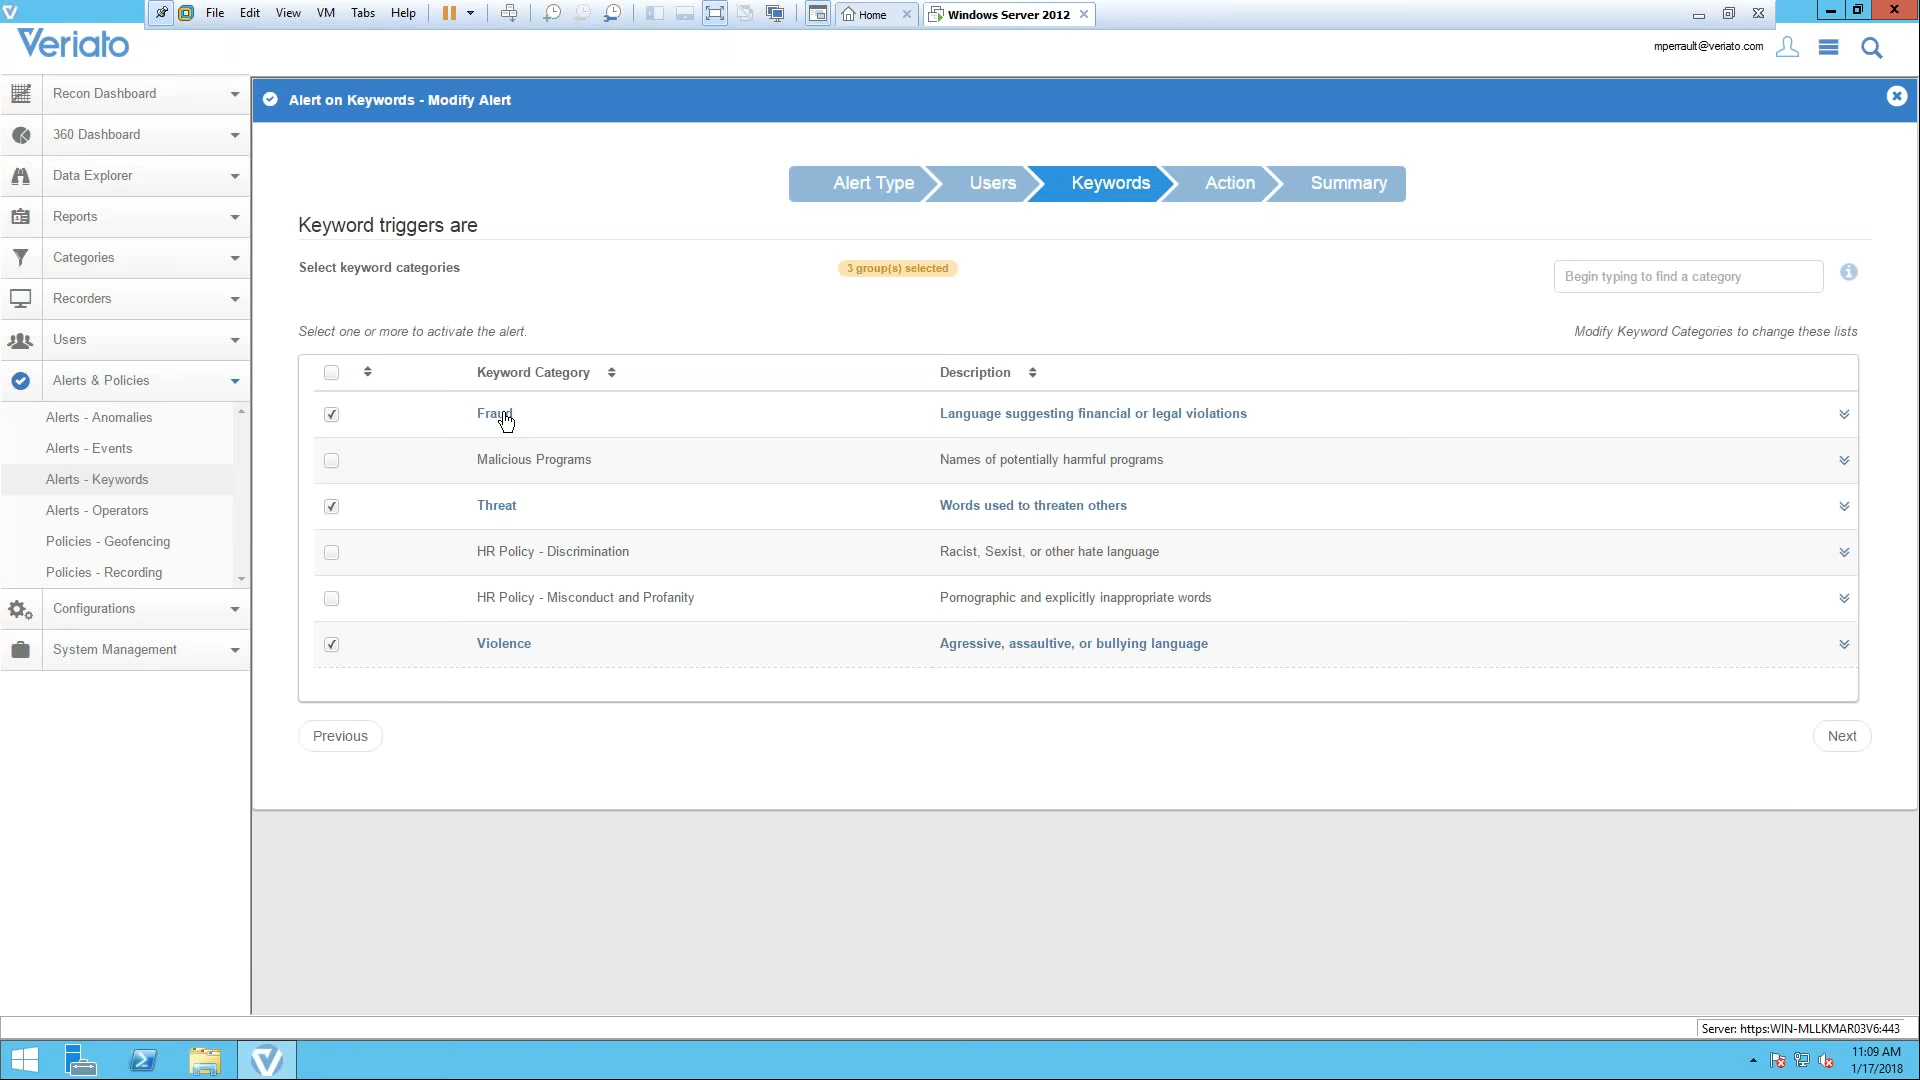 File Edit View VM Tabs Help Home Windows Server 2012
Veriato
mperrault@veriato.com
Recon Dashboard
360 Dashboard
Data Explorer
Reports
Categories
Recorders
Users
Alerts & Policies
Alerts - Anomalies
Alerts - Events
Alerts - Keywords
Alerts - Operators
Policies - Geofencing
Policies - Recording
Configurations
System Management
Alert on Keywords - Modify Alert
Alert Type Users Keywords Action Summary
Keyword triggers are
Select keyword categories 3 group(s) selected Begin typing to find a category
Select one or more to activate the alert. Modify Keyword Categories to change these lists
Keyword Category Description
Fraud Language suggesting financial or legal violations
Malicious Programs Names of potentially harmful programs
Threat Words used to threaten others
HR Policy - Discrimination Racist, Sexist, or other hate language
HR Policy - Misconduct and Profanity Pornographic and explicitly inappropriate words
Violence Agressive, assaultive, or bullying language
Previous Next
Server: https:WIN-MLLKMAR03V6:443
11:09 AM
1/17/2018